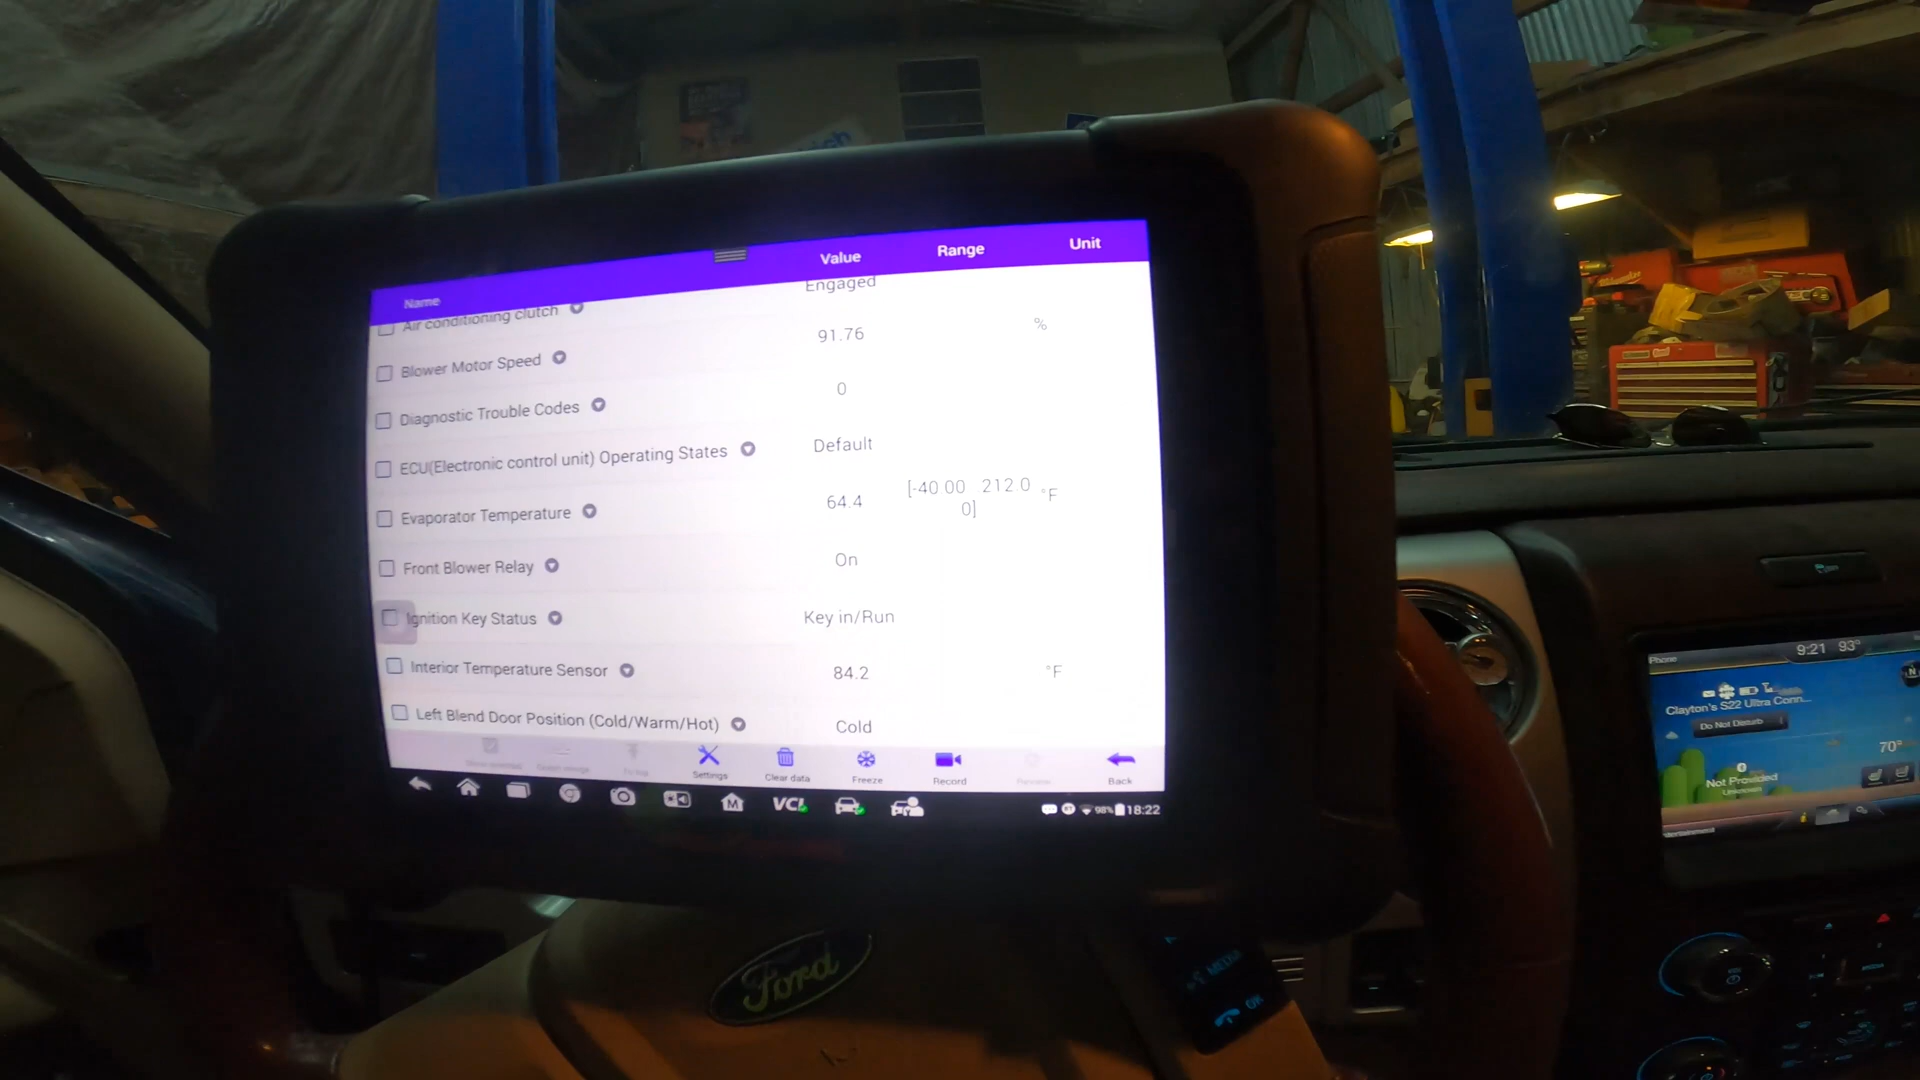 Name Value Range Unit
Air conditioning clutch Engaged
Blower Motor Speed 91.76 %
Diagnostic Trouble Codes 0
ECU(Electronic control unit) Operating States Default
Evaporator Temperature 64.4 [-40 00 212.0 °F
0]
Front Blower Relay On
Ignition Key Status Key in/Run
Interior Temperature Sensor 84.2 °F
Left Blend Door Position (Cold/Warm/Hot) Cold
Settings Clear data Freeze Record Back
M VCI 98% 18:22
Ford
MEDIA
OK
Phone 9:21 93°
Clayton's S22 Ultra Conn...
Do Not Disturb
70°
Not Provided
Unknown
N